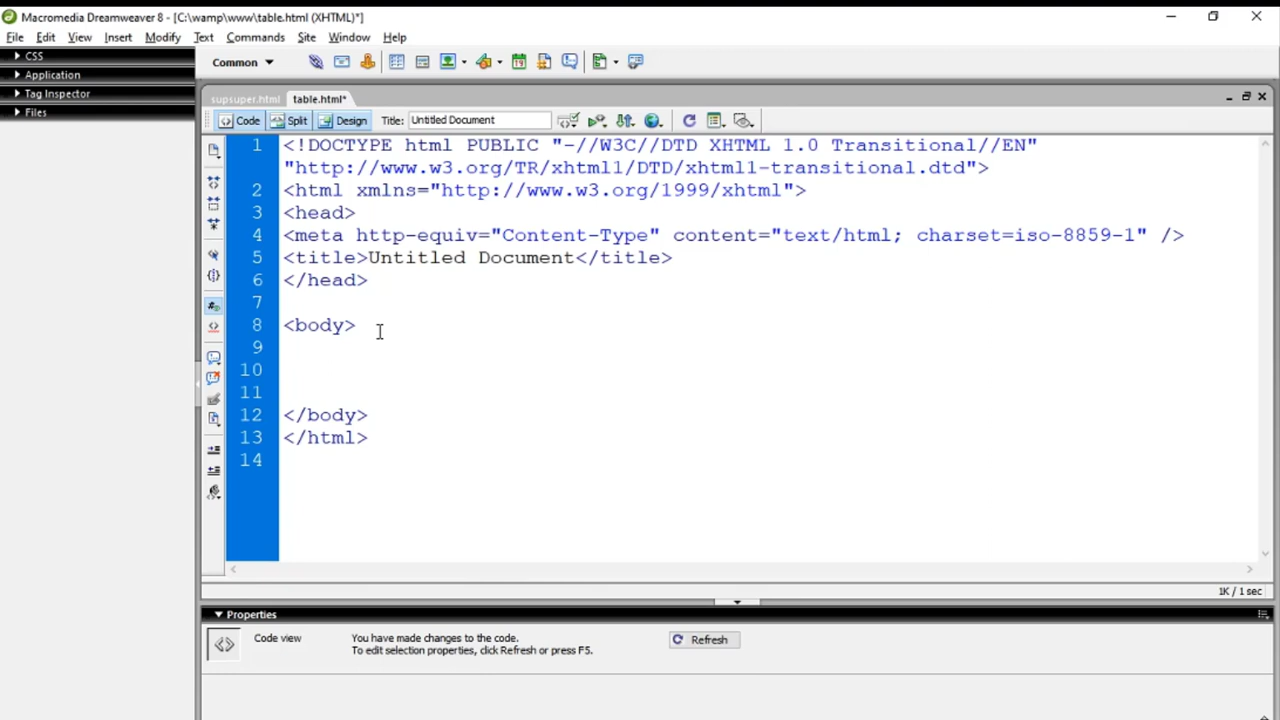 Macromedia Dreamweaver 8 - [C:\wamp\www\table.html (XHTML)*]
File Edit View Insert Modify Text Commands Site Window Help
CSS
Application
Tag Inspector
Files
Common
supsuper.html table.html*
Code Split Design Title: Untitled Document
1 <!DOCTYPE html PUBLIC "-//W3C//DTD XHTML 1.0 Transitional//EN"
"http://www.w3.org/TR/xhtml1/DTD/xhtml1-transitional.dtd">
2 <html xmlns="http://www.w3.org/1999/xhtml">
3 <head>
4 <meta http-equiv="Content-Type" content="text/html; charset=iso-8859-1" />
5 <title>Untitled Document</title>
6 </head>
7
8 <body>
9
10
11
12 </body>
13 </html>
14
1K / 1 sec
Properties
Code view
You have made changes to the code.
To edit selection properties, click Refresh or press F5.
Refresh